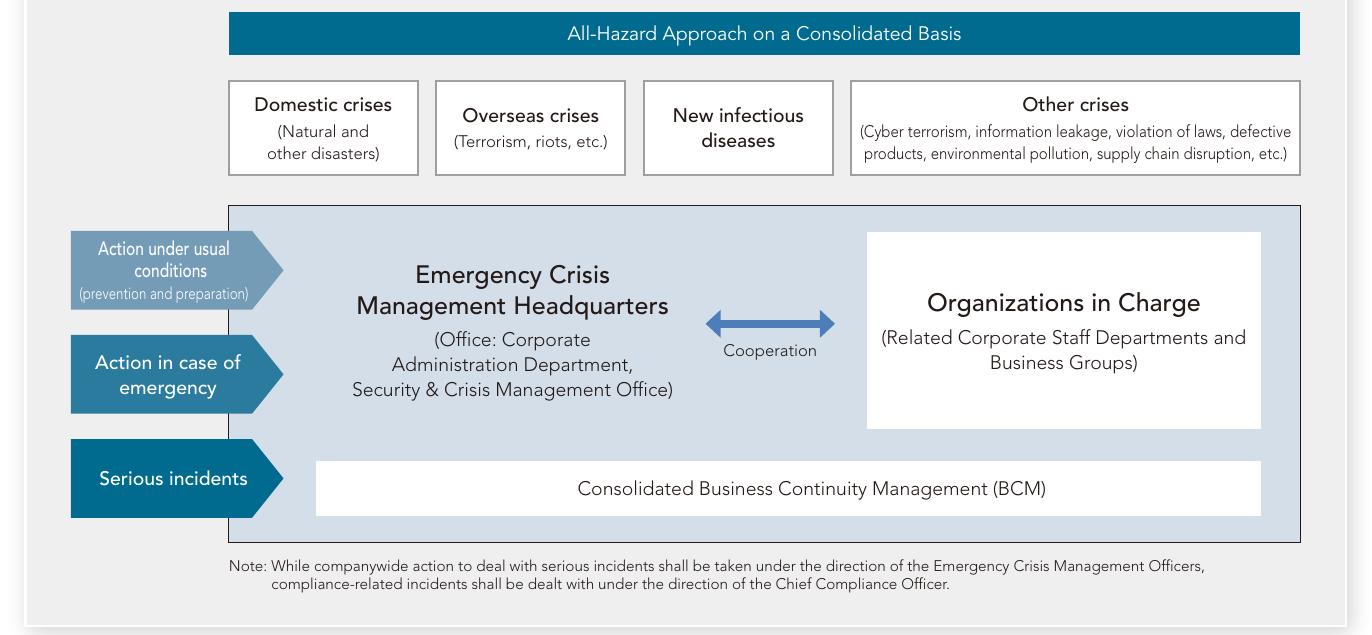 All-Hazard Approach on a Consolidated Basis
Domestic crises
(Natural and
other disasters)
Overseas crises
(Terrorism, riots, etc.)
New infectious
diseases
Other crises
(Cyber terrorism, information leakage, violation of laws, defective
products, environmental pollution, supply chain disruption, etc.)
Action under usual
conditions
(prevention and preparation)
Action in case of
emergency
Serious incidents
Emergency Crisis
Management Headquarters
(Office: Corporate
Administration Department,
Security & Crisis Management Office)
Cooperation
Organizations in Charge
(Related Corporate Staff Departments and
Business Groups)
Consolidated Business Continuity Management (BCM)
Note: While companywide action to deal with serious incidents shall be taken under the direction of the Emergency Crisis Management Officers,
compliance-related incidents shall be dealt with under the direction of the Chief Compliance Officer.